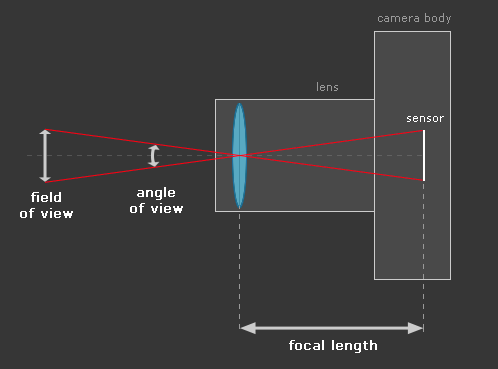 camera body
lens
sensor
field
of view
angle
of view
focal length